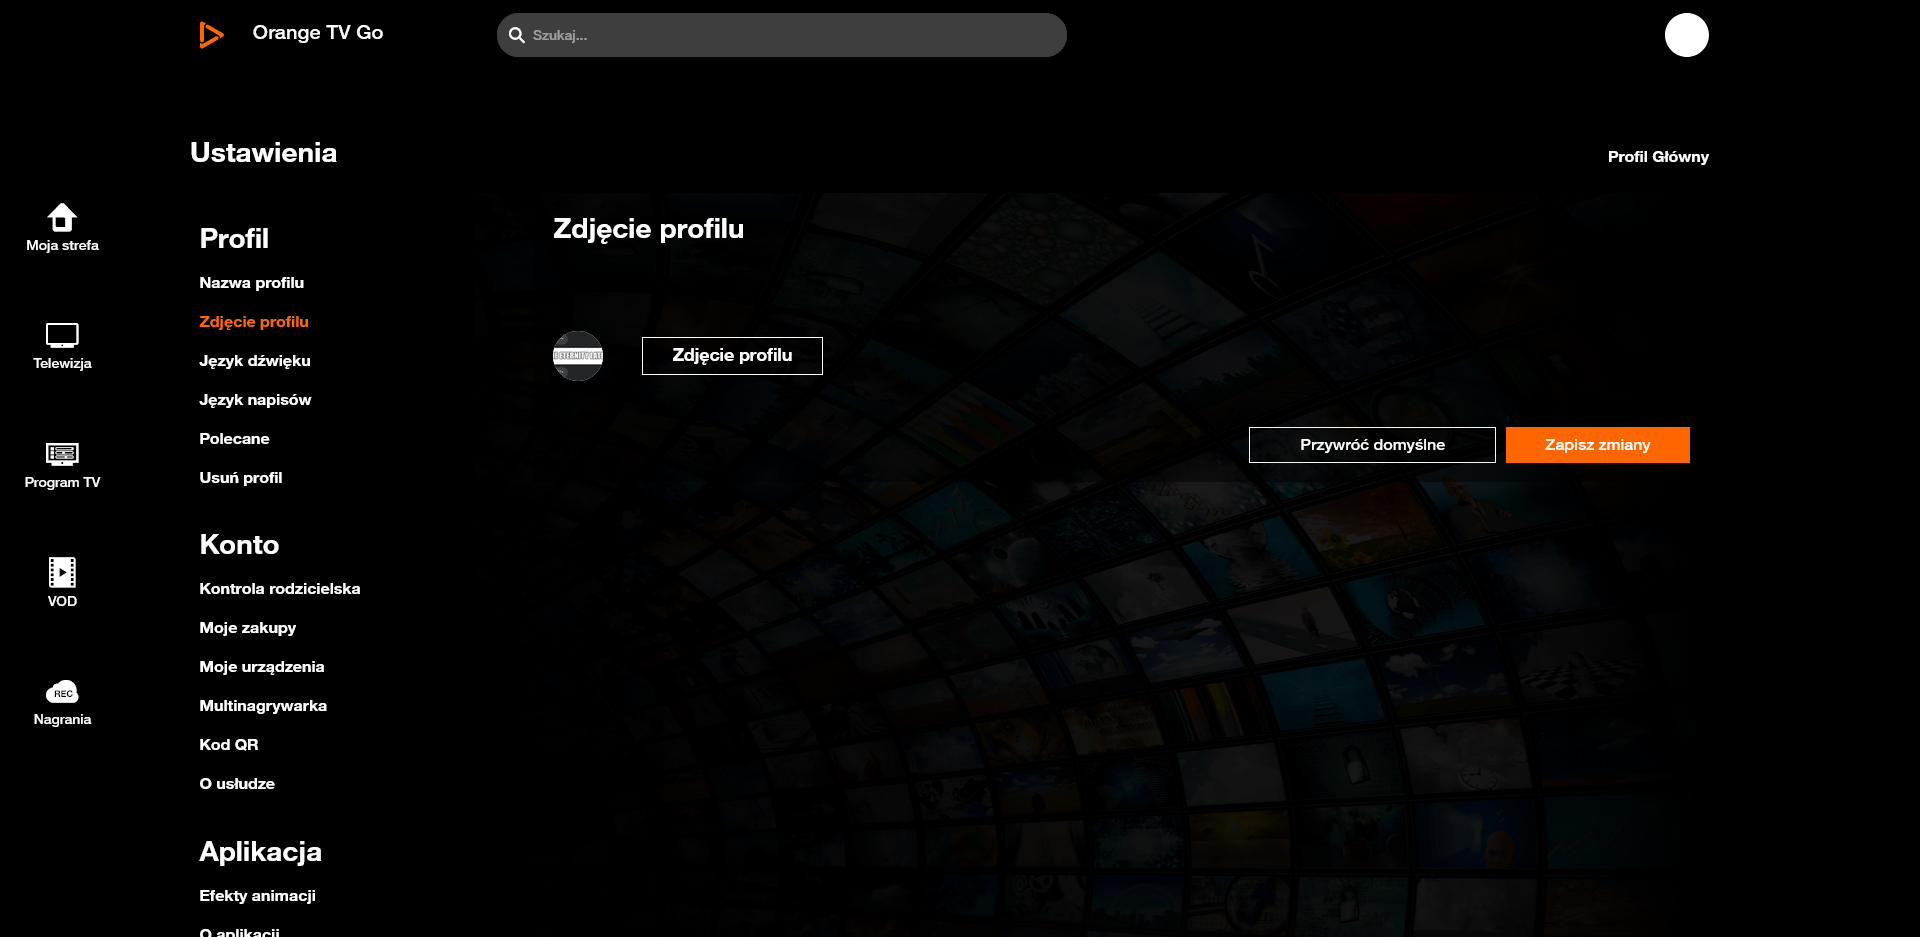 Orange TV Go
Szukaj...
Ustawienia
Profil Główny
Moja strefa
Telewizja
Program TV
VOD
REC
Nagrania
Profil
Nazwa profilu
Zdjęcie profilu
Język dźwięku
Język napisów
Polecane
Usuń profil
Konto
Kontrola rodzicielska
Moje zakupy
Moje urządzenia
Multinagrywarka
Kod QR
O usłudze
Aplikacja
Efekty animacji
O aplikacji
Zdjęcie profilu
ETERNITY
Zdjęcie profilu
Przywróć domyślne
Zapisz zmiany